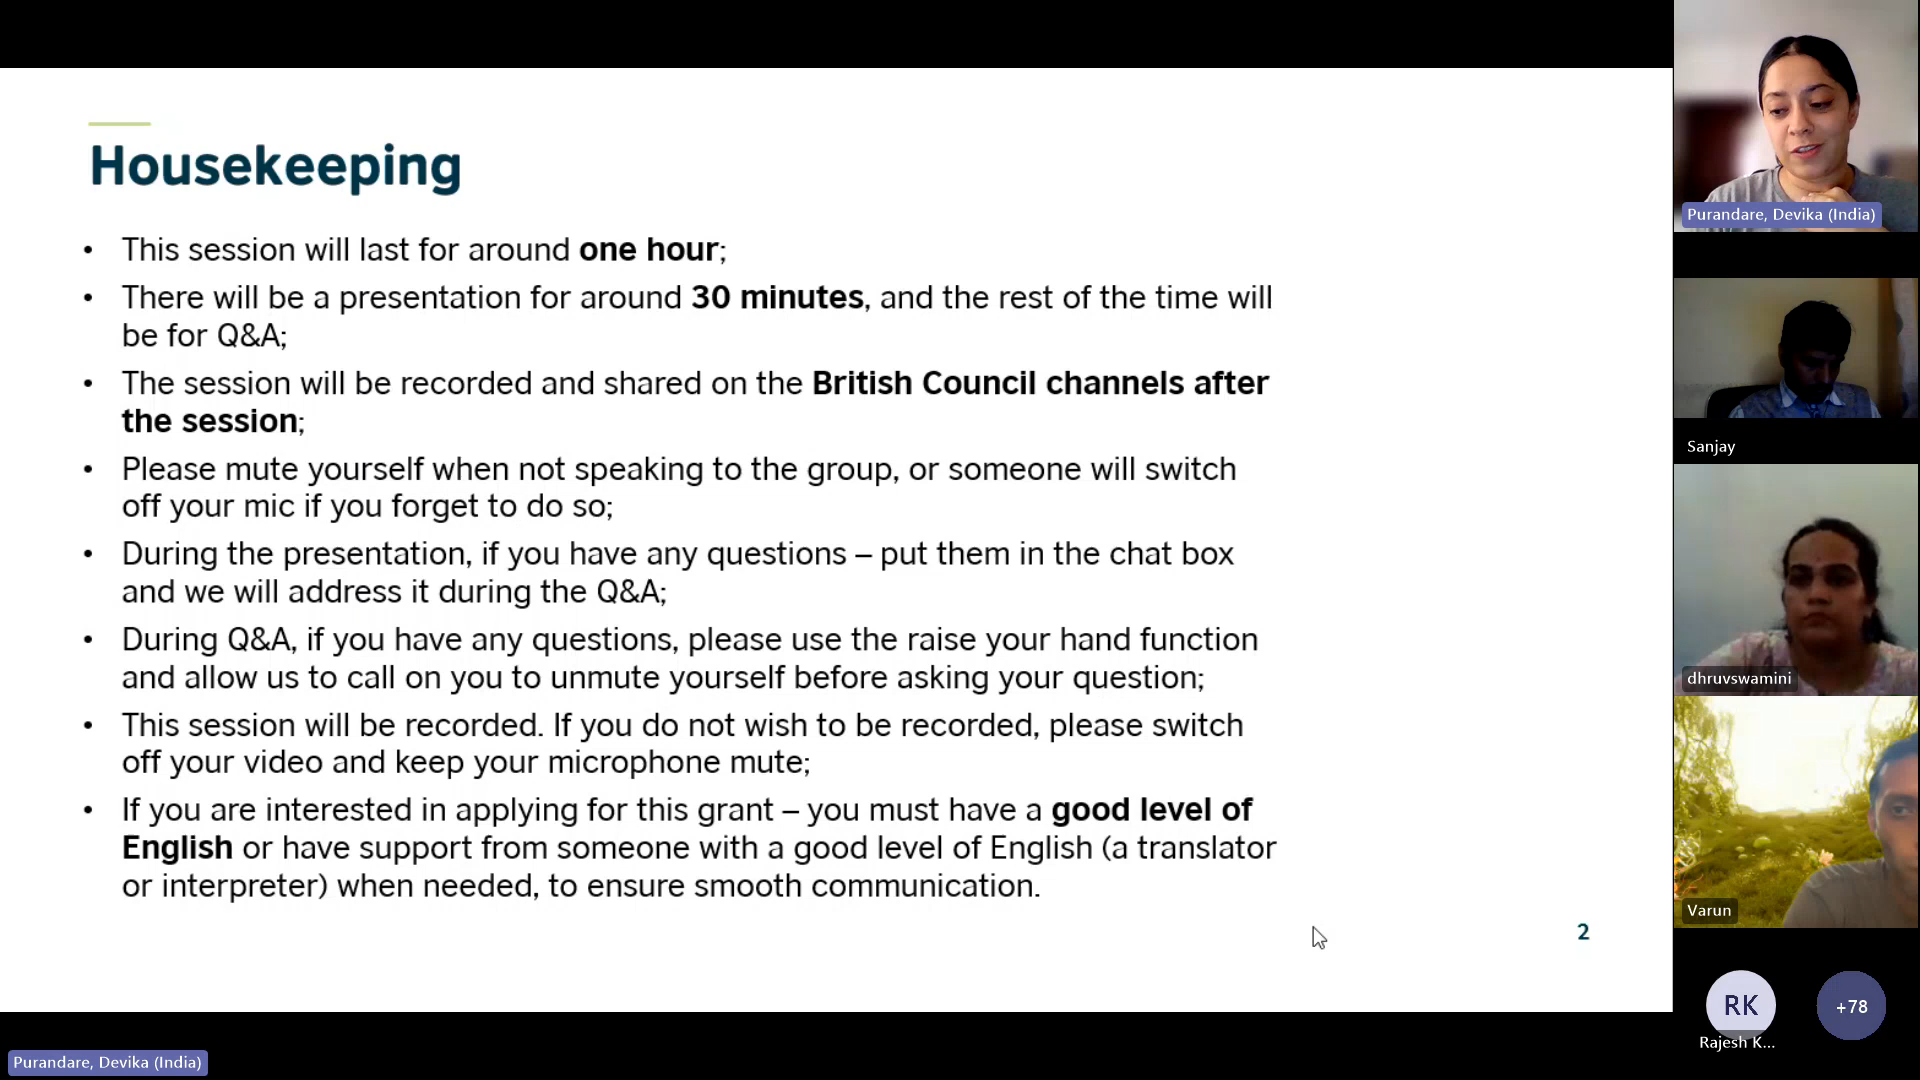 Housekeeping
• This session will last for around one hour;
• There will be a presentation for around 30 minutes, and the rest of the time will
be for Q&A;
• The session will be recorded and shared on the British Council channels after
the session;
• Please mute yourself when not speaking to the group, or someone will switch
off your mic if you forget to do so;
• During the presentation, if you have any questions – put them in the chat box
and we will address it during the Q&A;
• During Q&A, if you have any questions, please use the raise your hand function
and allow us to call on you to unmute yourself before asking your question;
• This session will be recorded. If you do not wish to be recorded, please switch
off your video and keep your microphone mute;
• If you are interested in applying for this grant – you must have a good level of
English or have support from someone with a good level of English (a translator
or interpreter) when needed, to ensure smooth communication.
2
Purandare, Devika (India)
Purandare, Devika (India)
Sanjay
dhruvswamini
Varun
RK
+78
Rajesh K...